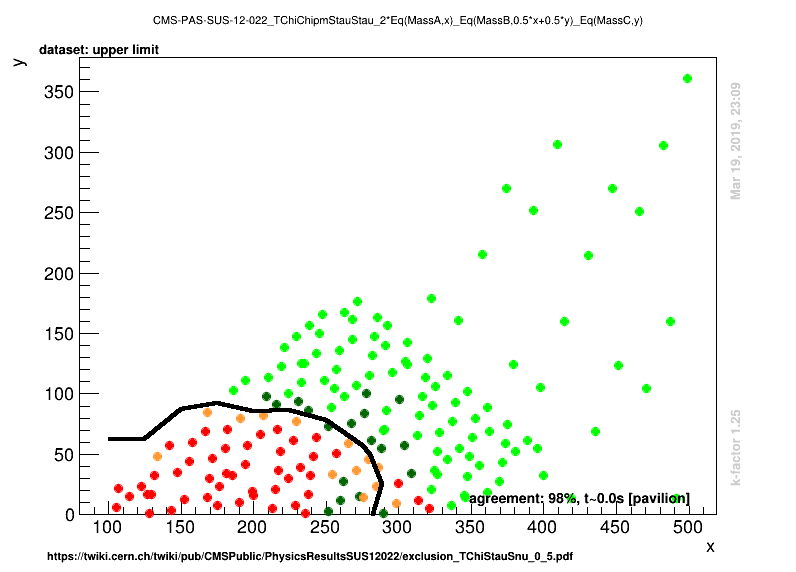 CMS-PAS-SUS-12-022_TChiChipmStauStau_2*Eq(MassA,x)_Eq(MassB,0.5*x+0.5*y)_Eq(MassC,y)
dataset: upper limit
y
350
300
250
200
150
100
50
0
100 150 200 250 300 350 400 450 500
x
agreement: 98%, t~0.0s [pavilion]
Mar 19, 2019, 23:09
k-factor 1.25
https://twiki.cern.ch/twiki/pub/CMSPublic/PhysicsResultsSUS12022/exclusion_TChiStauSnu_0_5.pdf